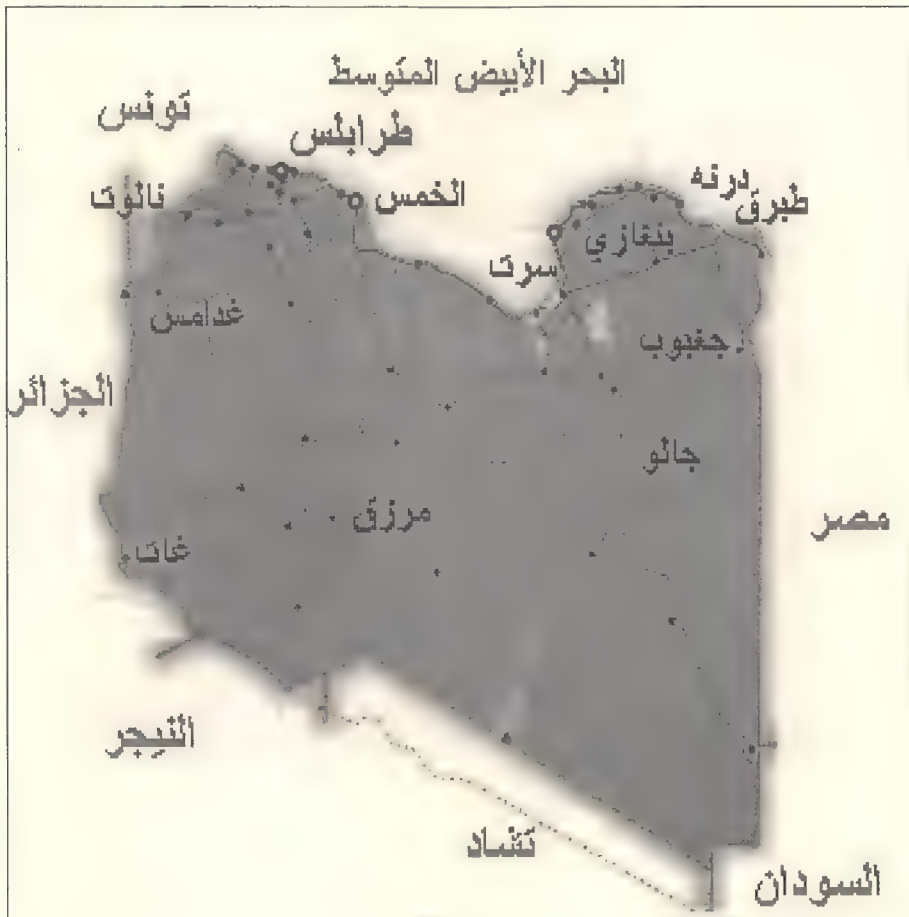 البحر الأبيض المتوسط
تونس
طرابلس
نالوت
الخمس
درنه
طبرق
بنغازي
سرت
غدامس
جغبوب
الجزائر
جالو
مرزق
مصر
غات
النيجر
تشاد
السودان